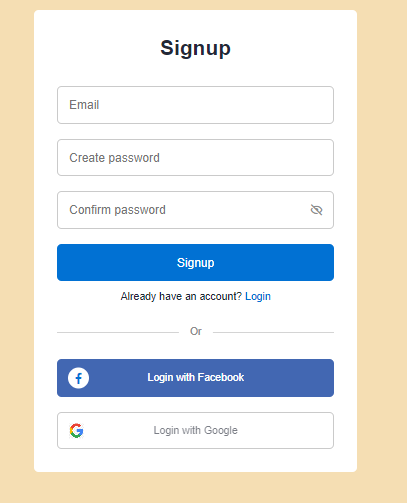 Signup
Email
Create password
Confirm password
Signup
Already have an account? Login
Or
Login with Facebook
Login with Google